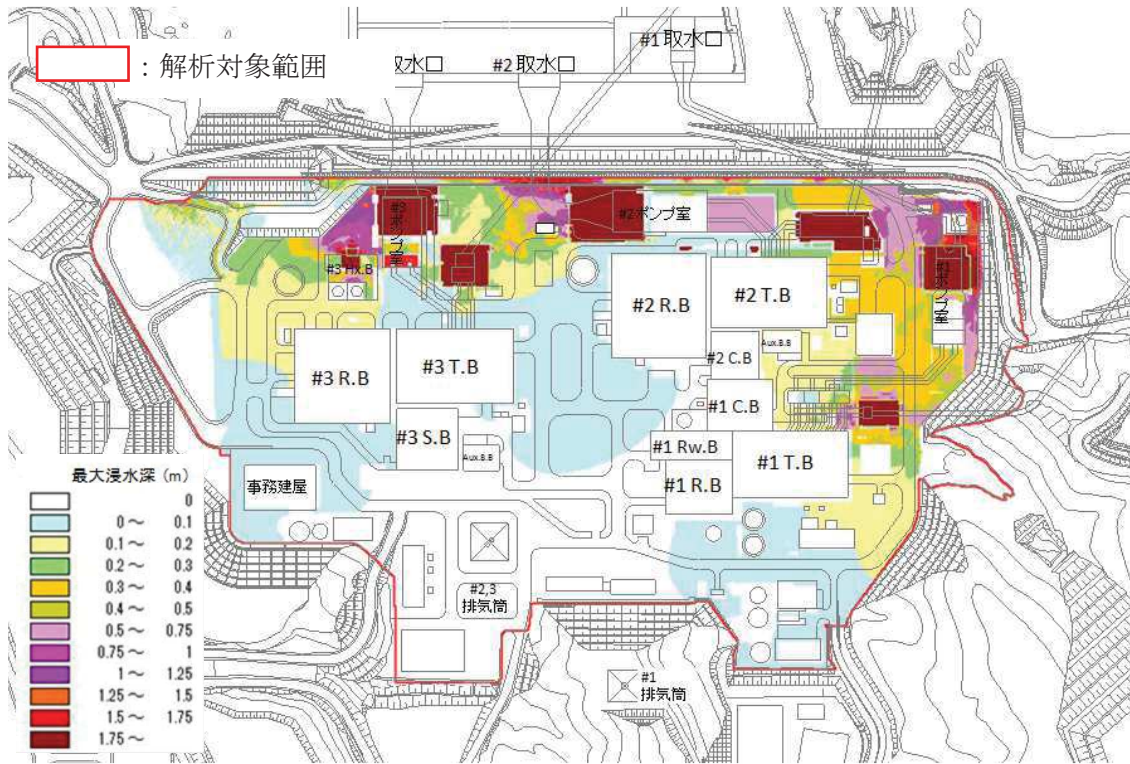 ：解析対象範囲
取水口
#2 取水口
#1 取水口
#3ポンプ室
#2ポンプ室
#1ポンプ室
#3 Hx.B
#2 R.B
#2 T.B
#3 R.B
#3 T.B
#2 C.B
Aux.B.B
#1 C.B
#3 S.B
Aux.B.B
#1 Rw.B
#1 T.B
#1 R.B
事務建屋
#2,3
排気筒
#1
排気筒
最大浸水深 (m)
0
0～ 0.1
0.1～ 0.2
0.2～ 0.3
0.3～ 0.4
0.4～ 0.5
0.5～ 0.75
0.75～ 1
1～ 1.25
1.25～ 1.5
1.5～ 1.75
1.75～